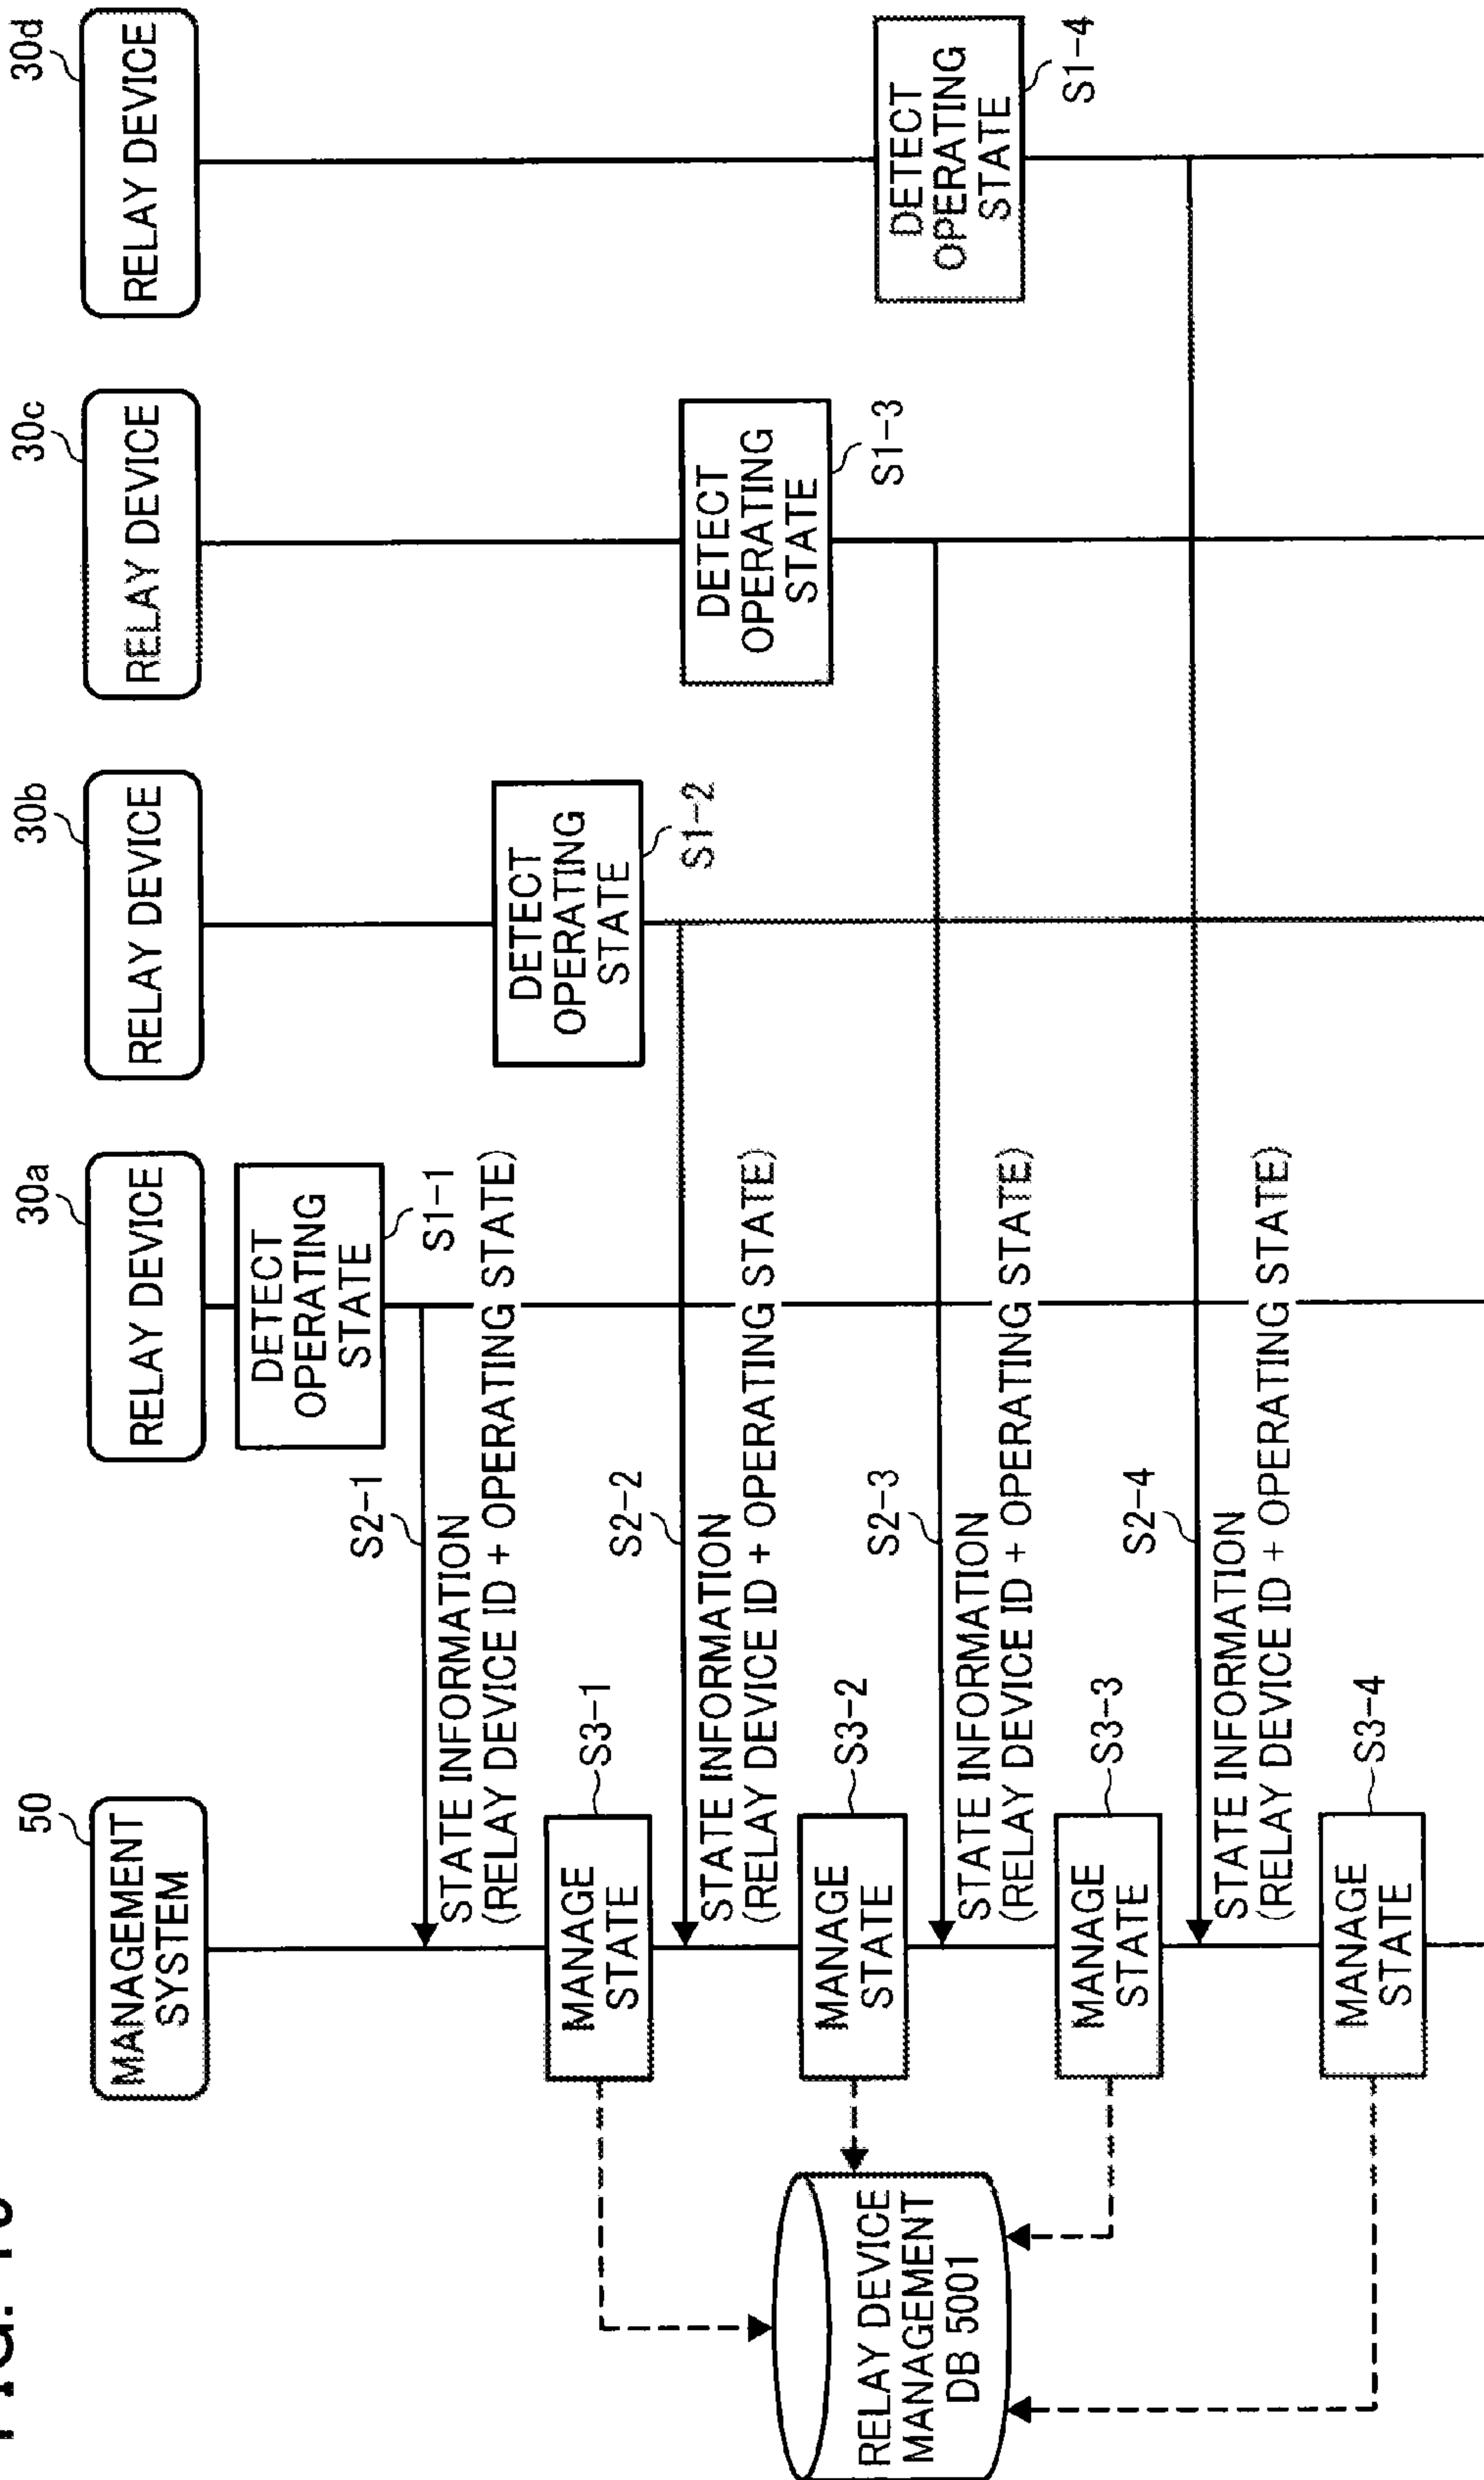 50
MANAGEMENT
SYSTEM
30a
RELAY DEVICE
30b
RELAY DEVICE
30c
RELAY DEVICE
30d
RELAY DEVICE
DETECT
OPERATING
STATE
S1-1
S2-1
STATE INFORMATION
(RELAY DEVICE ID + OPERATING STATE)
MANAGE
STATE
S3-1
DETECT
OPERATING
STATE
S1-2
S2-2
STATE INFORMATION
(RELAY DEVICE ID + OPERATING STATE)
MANAGE
STATE
S3-2
DETECT
OPERATING
STATE
S1-3
S2-3
STATE INFORMATION
(RELAY DEVICE ID + OPERATING STATE)
MANAGE
STATE
S3-3
DETECT
OPERATING
STATE
S1-4
S2-4
STATE INFORMATION
(RELAY DEVICE ID + OPERATING STATE)
MANAGE
STATE
S3-4
RELAY DEVICE
MANAGEMENT
DB 5001